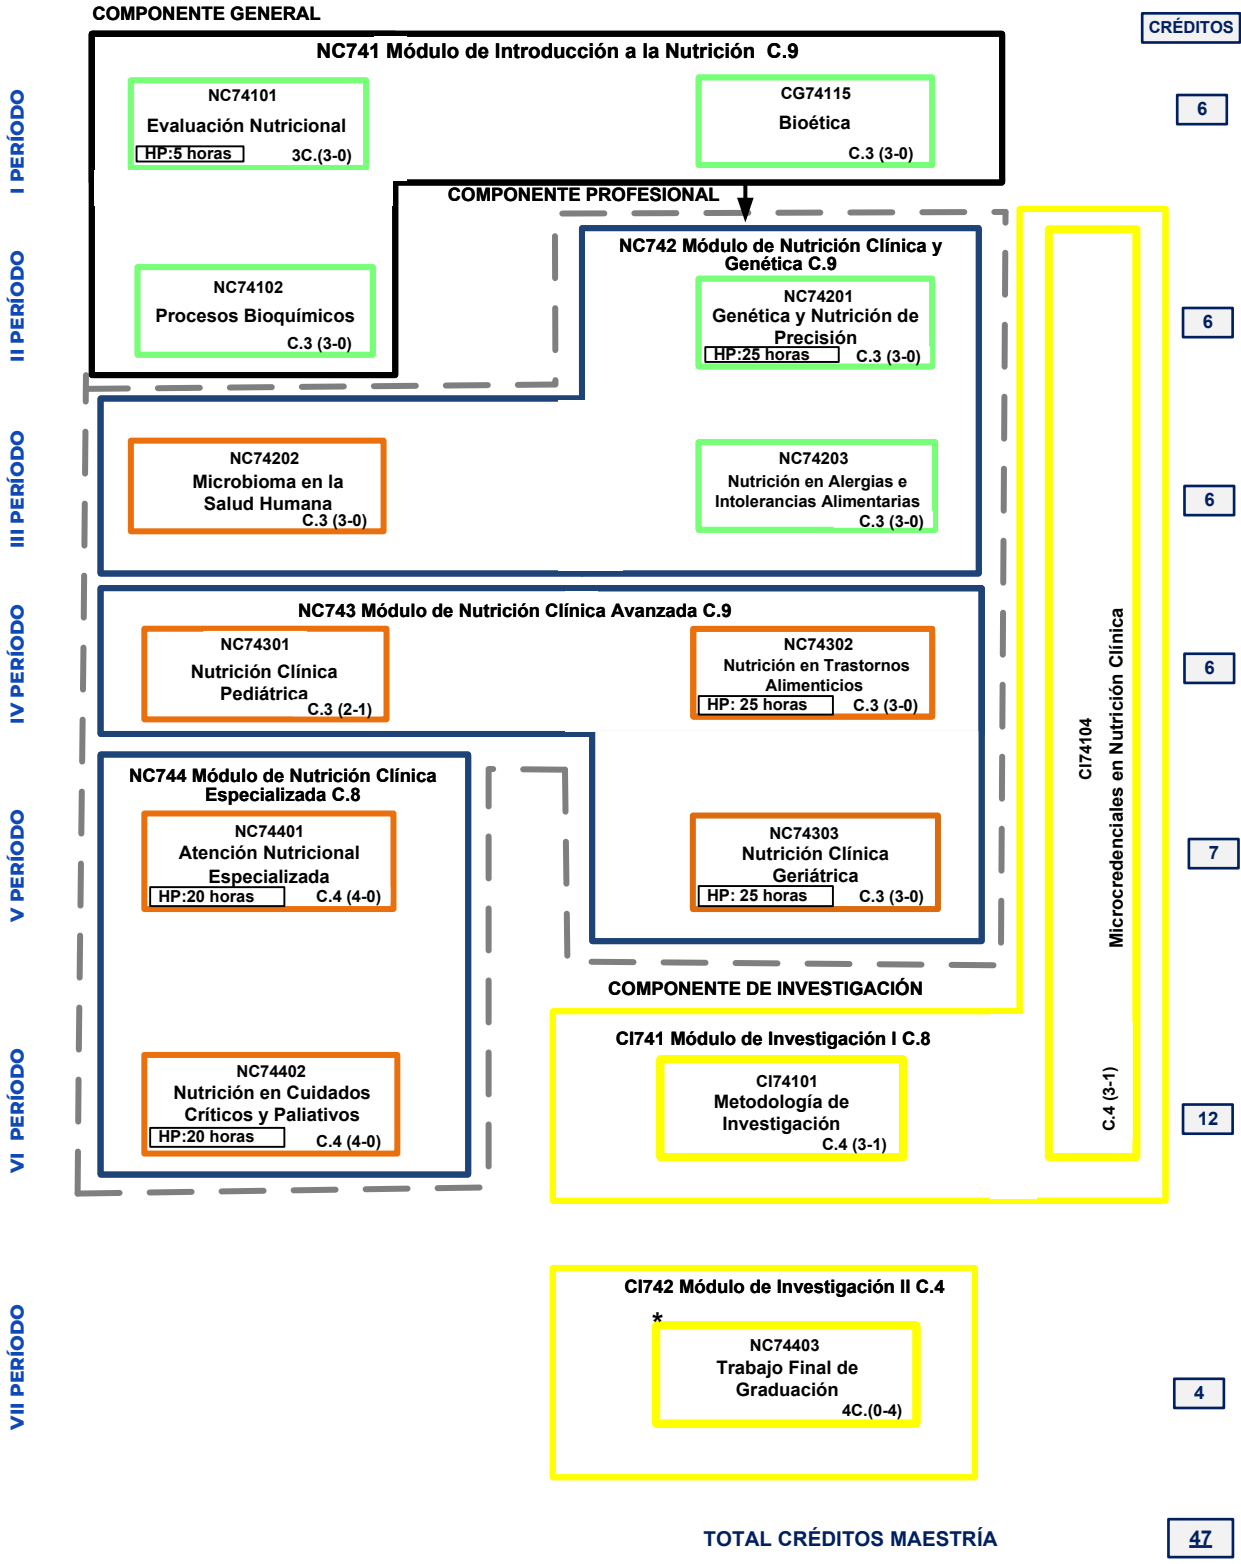 COMPONENTE GENERAL
CRÉDITOS
NC741 Módulo de Introducción a la Nutrición  C.9
I PERÍODO
NC74101
Evaluación Nutricional
HP:5 horas
3C.(3-0)
CG74115
Bioética
C.3 (3-0)
6
COMPONENTE PROFESIONAL
II PERÍODO
NC74102
Procesos Bioquímicos
C.3 (3-0)
NC742 Módulo de Nutrición Clínica y
Genética C.9
NC74201
Genética y Nutrición de
Precisión
HP:25 horas
C.3 (3-0)
6
III PERÍODO
NC74202
Microbioma en la
Salud Humana
C.3 (3-0)
NC74203
Nutrición en Alergias e
Intolerancias Alimentarias
C.3 (3-0)
6
NC743 Módulo de Nutrición Clínica Avanzada C.9
IV PERÍODO
NC74301
Nutrición Clínica
Pediátrica
C.3 (2-1)
NC74302
Nutrición en Trastornos
Alimenticios
HP: 25 horas
C.3 (3-0)
6
CI74104
Microcredenciales en Nutrición Clínica
C.4 (3-1)
NC744 Módulo de Nutrición Clínica
Especializada C.8
V PERÍODO
NC74401
Atención Nutricional
Especializada
HP:20 horas
C.4 (4-0)
NC74303
Nutrición Clínica
Geriátrica
HP: 25 horas
C.3 (3-0)
7
COMPONENTE DE INVESTIGACIÓN
CI741 Módulo de Investigación I C.8
VI  PERÍODO
NC74402
Nutrición en Cuidados
Críticos y Paliativos
HP:20 horas
C.4 (4-0)
CI74101
Metodología de
Investigación
C.4 (3-1)
12
CI742 Módulo de Investigación II C.4
VII PERÍODO
*
NC74403
Trabajo Final de
Graduación
4C.(0-4)
4
TOTAL CRÉDITOS MAESTRÍA
47